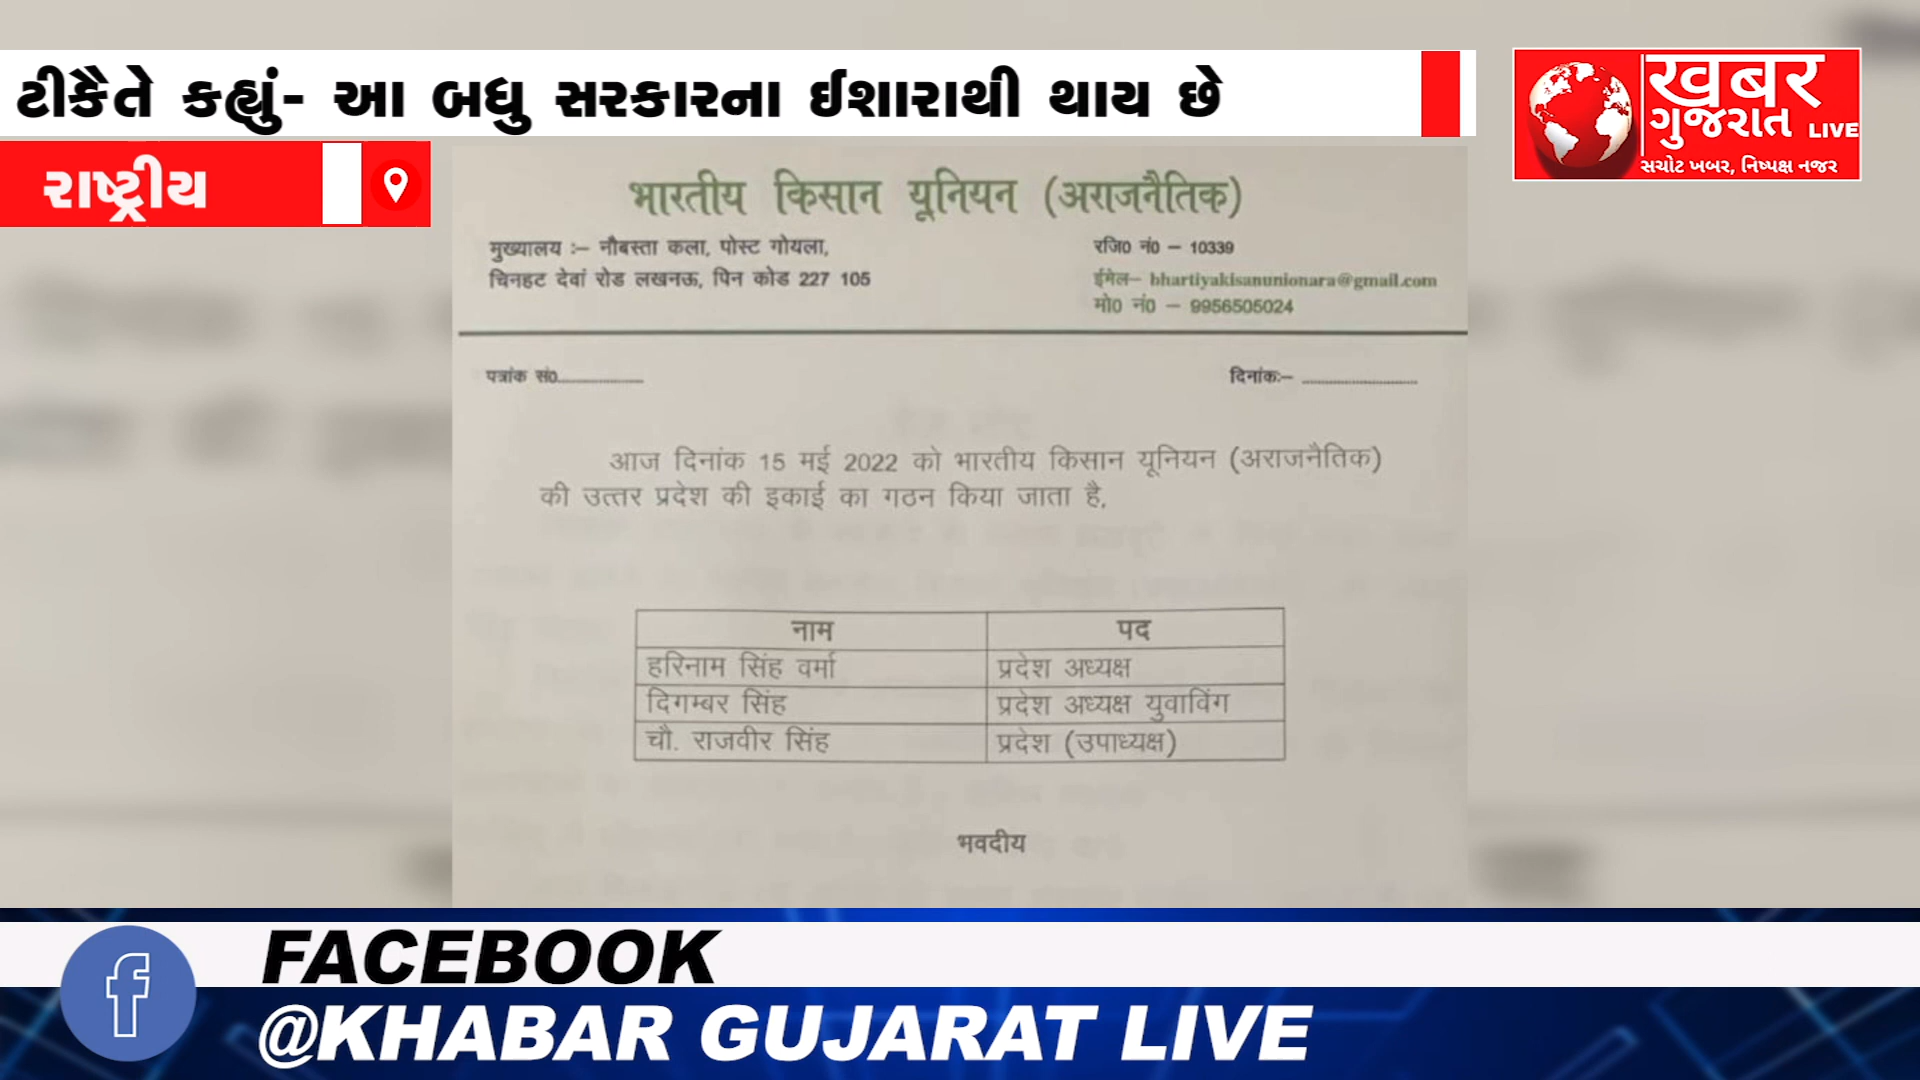 ટીકૈતે કહ્યું- આ બધુ સરકારના ઈશારાથી થાય છે
ख़બર
ગુજરાત LIVE
સચોટ ખબર, નિષ્પક્ષ નજર
રાષ્ટ્રીય
भारतीय किसान यूनियन (अराजनैतिक)
मुख्यालय :– नौबस्ता कला, पोस्ट गोयला,
चिनहट देवां रोड लखनऊ, पिन कोड 227 105
रजि0 नं0 – 10339
ईमेल– bhartiyakisanunionara@gmail.com
मो0 नं0 – 9956505024
पत्रांक सं0....................
दिनांक:– ..........................
आज दिनांक 15 मई 2022 को भारतीय किसान यूनियन (अराजनैतिक)
की उत्तर प्रदेश की इकाई का गठन किया जाता है.
नाम पद
हरिनाम सिंह वर्मा प्रदेश अध्यक्ष
दिगम्बर सिंह प्रदेश अध्यक्ष युवाविंग
चौ. राजवीर सिंह प्रदेश (उपाध्यक्ष)
भवदीय
FACEBOOK
@KHABAR GUJARAT LIVE